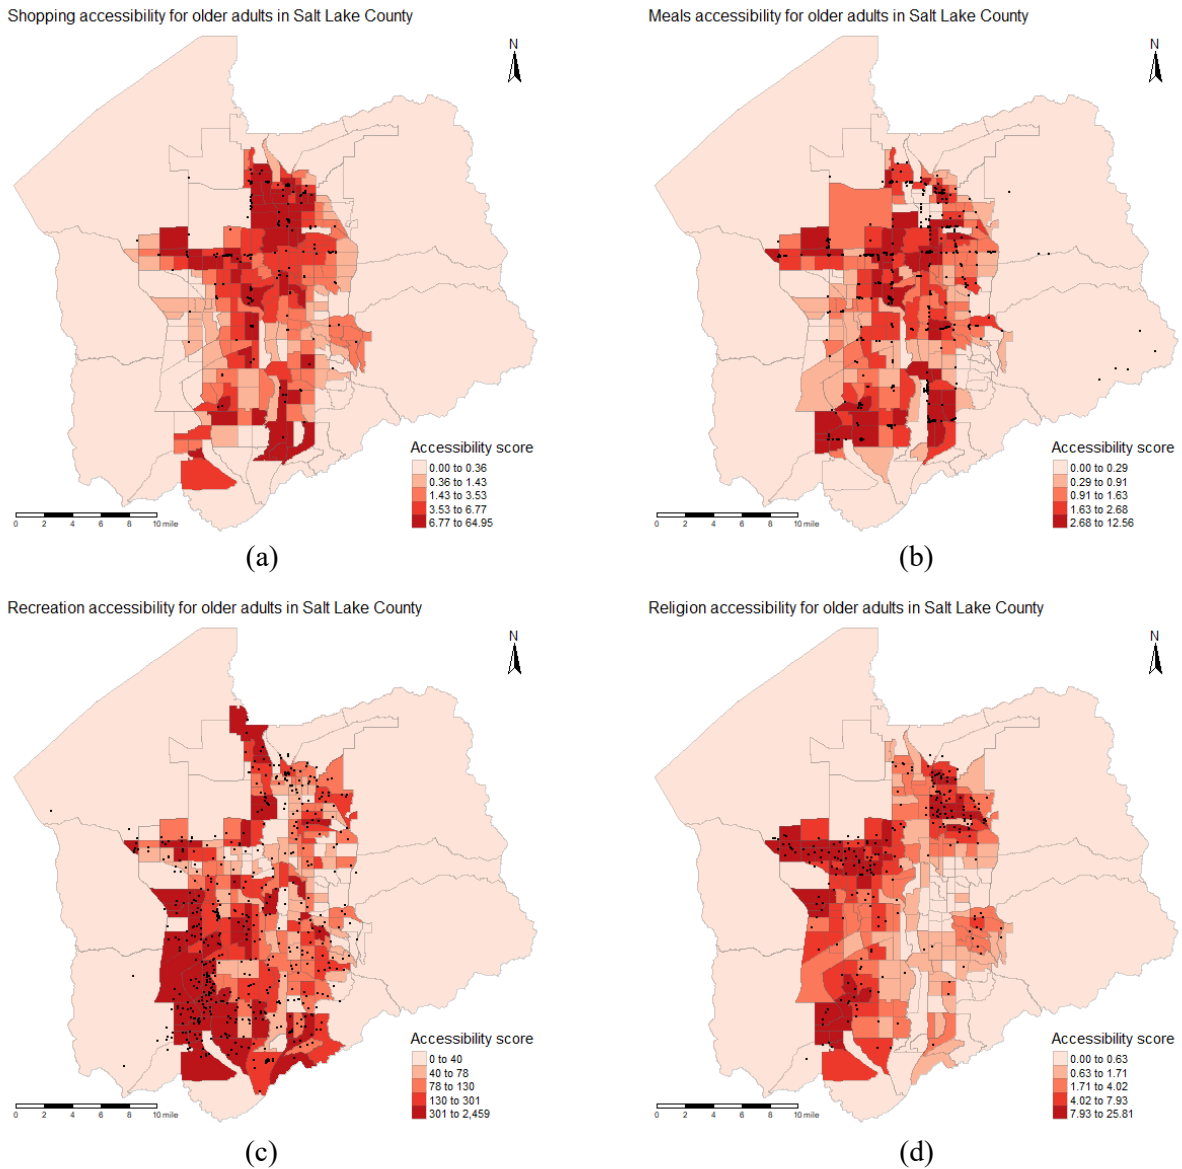 Shopping accessibility for older adults in Salt Lake County
N
Accessibility score
0.00 to 0.36
0.36 to 1.43
1.43 to 3.53
3.53 to 6.77
6.77 to 64.95
0 2 4 6 8 10 mile
(a)
Meals accessibility for older adults in Salt Lake County
N
Accessibility score
0.00 to 0.29
0.29 to 0.91
0.91 to 1.63
1.63 to 2.68
2.68 to 12.56
0 2 4 6 8 10 mile
(b)
Recreation accessibility for older adults in Salt Lake County
N
Accessibility score
0 to 40
40 to 78
78 to 130
130 to 301
301 to 2,459
0 2 4 6 8 10 mile
(c)
Religion accessibility for older adults in Salt Lake County
N
Accessibility score
0.00 to 0.63
0.63 to 1.71
1.71 to 4.02
4.02 to 7.93
7.93 to 25.81
0 2 4 6 8 10 mile
(d)